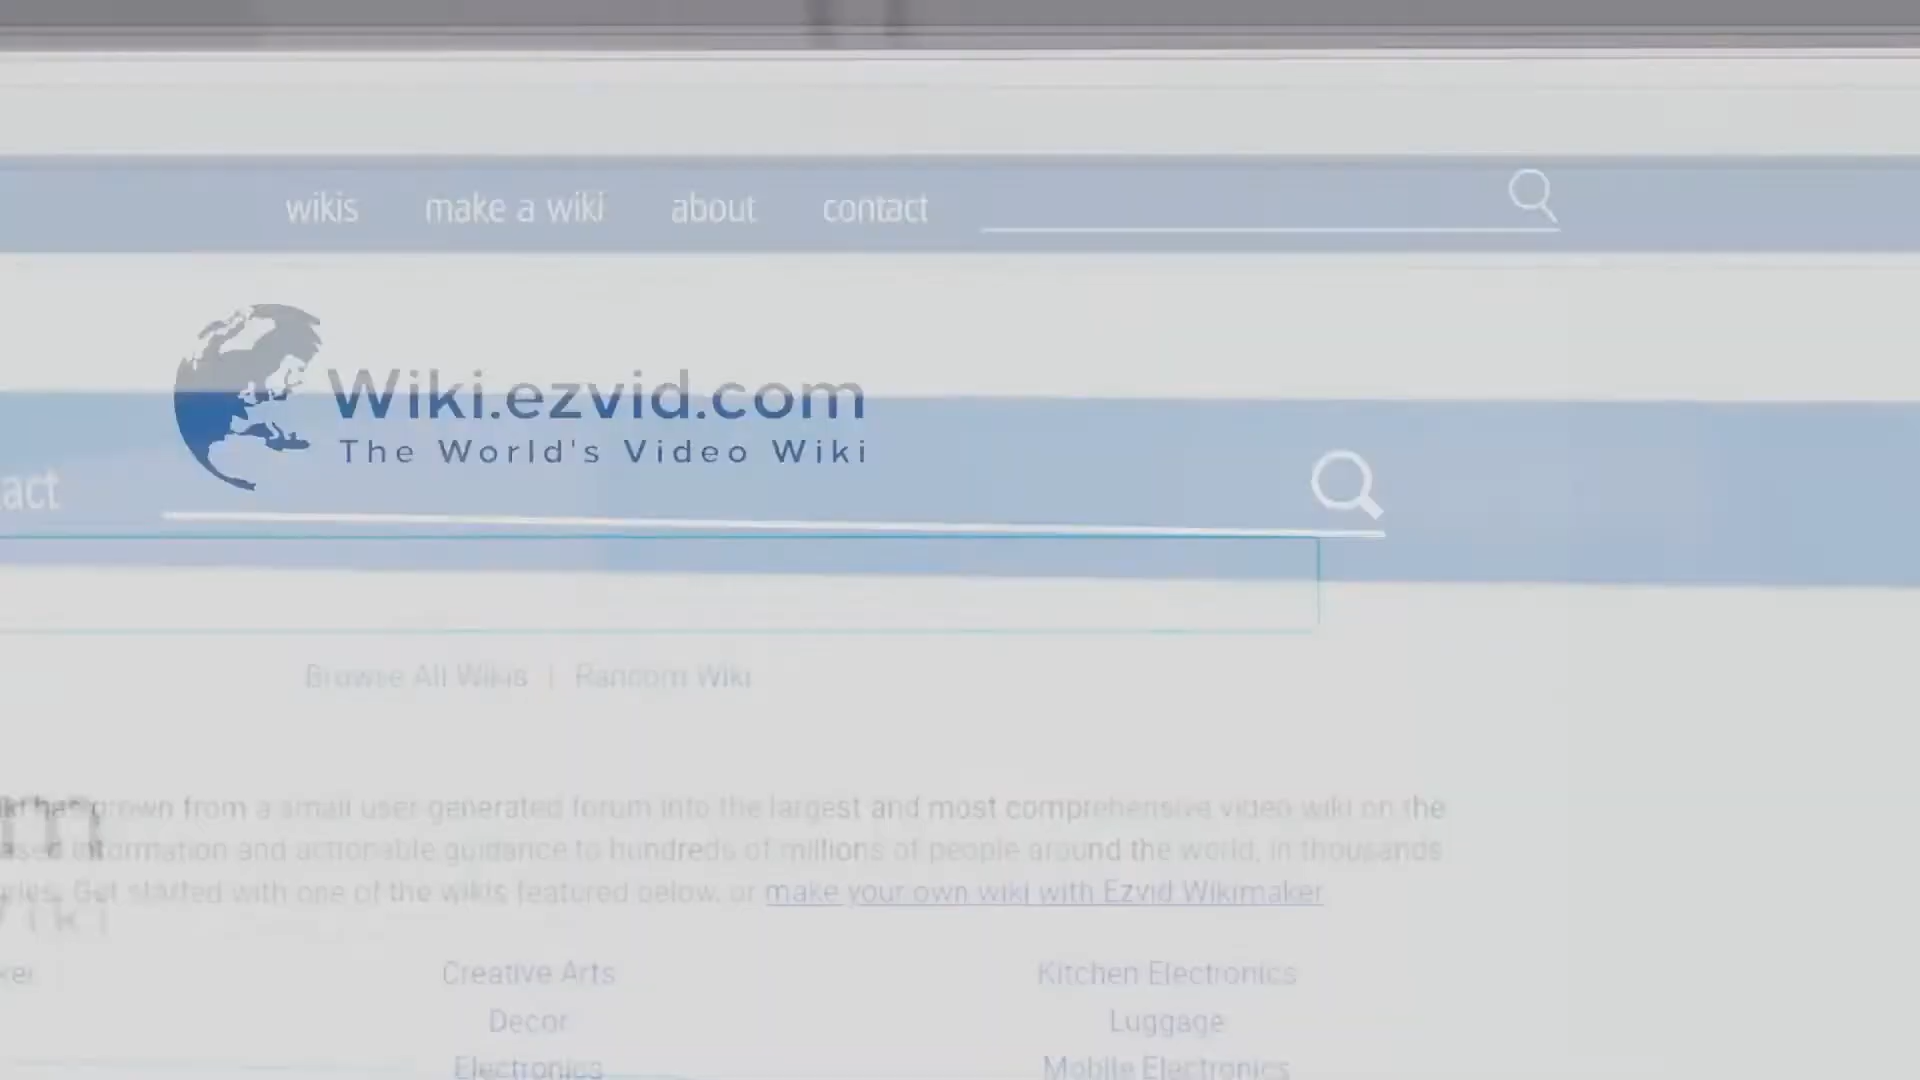 wikis make a wiki about contact
Wiki.ezvid.com
The World's Video Wiki
act
Browse All Wikis | Random Wiki
grown from a small user generated forum into the largest and most comprehensive video wiki on the
information and actionable guidance to hundreds of millions of people around the world, in thousands
Get started with one of the wikis featured below, or make your own wiki with Ezvid Wikimaker
Creative Arts
Kitchen Electronics
Decor
Luggage
Electronics
Mobile Electronics